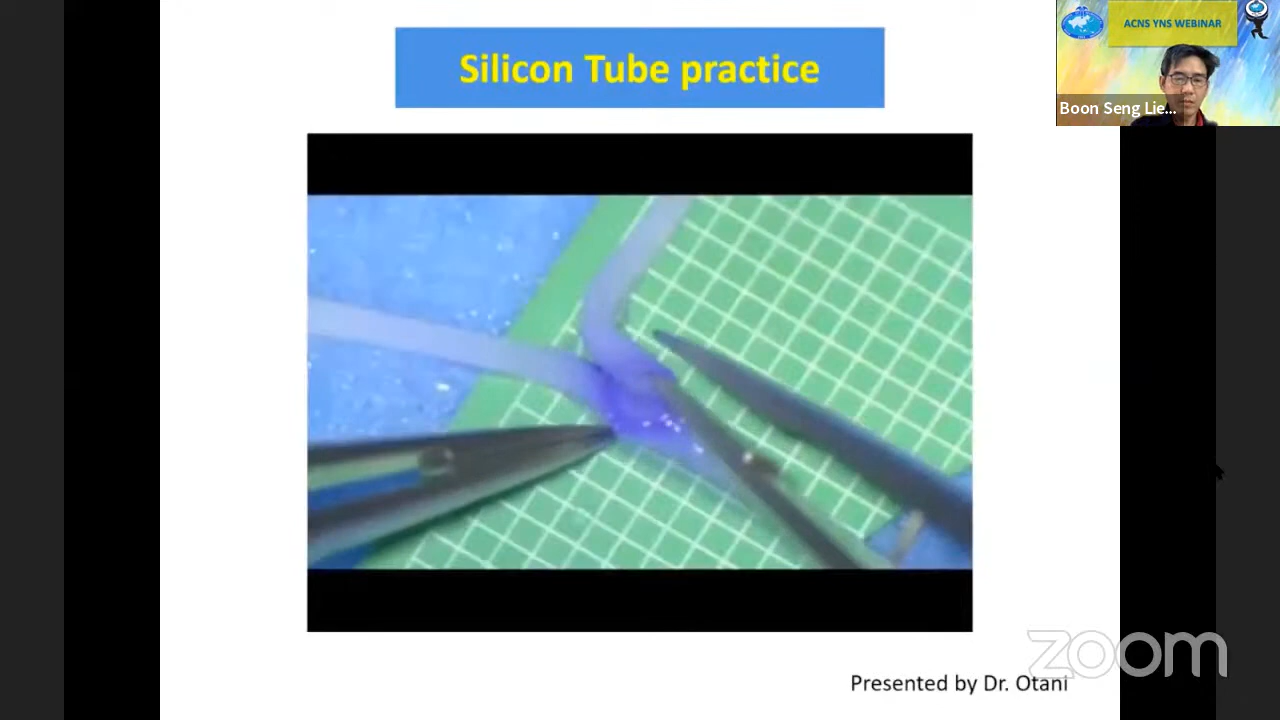 Silicon Tube practice
ACNS YNS WEBINAR
Boon Seng Lie...
Presented by Dr. Otani
zoom